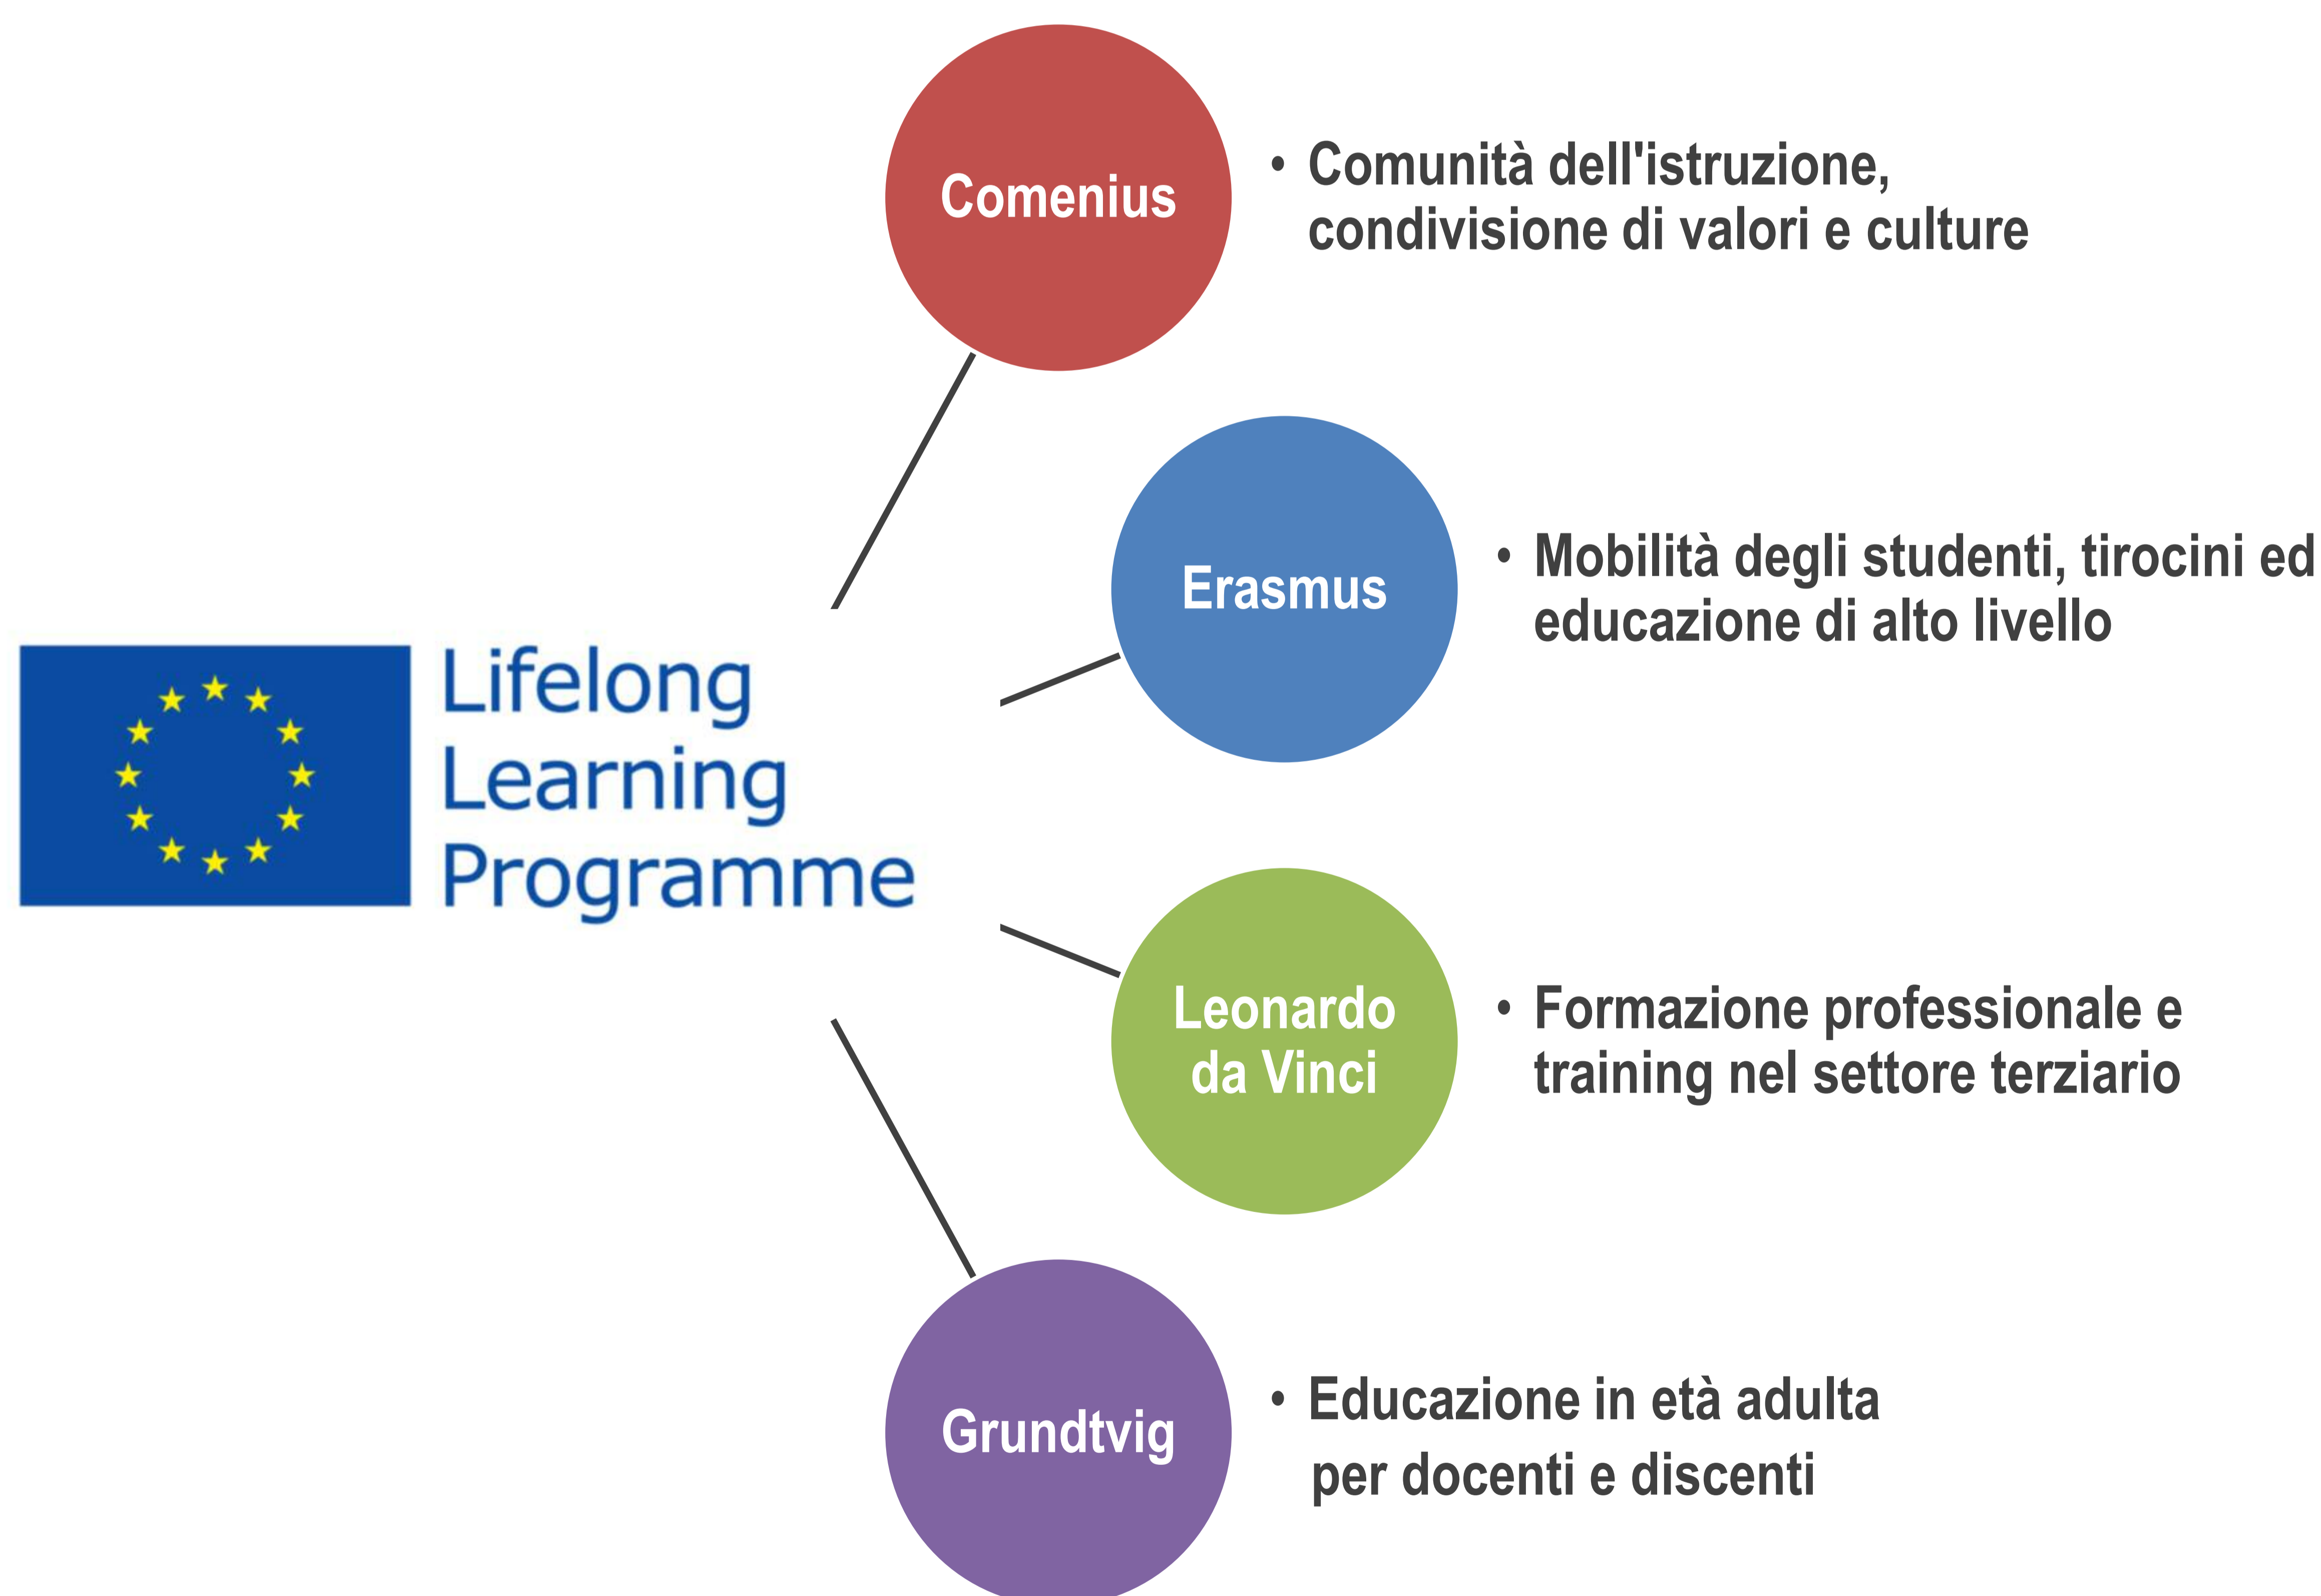 Comenius
• Comunità dell'istruzione,
condivisione di valori e culture
Erasmus
• Mobilità degli studenti, tirocini ed
educazione di alto livello
Lifelong
Learning
Programme
Leonardo
da Vinci
• Formazione professionale e
training nel settore terziario
Grundtvig
• Educazione in età adulta
per docenti e discenti